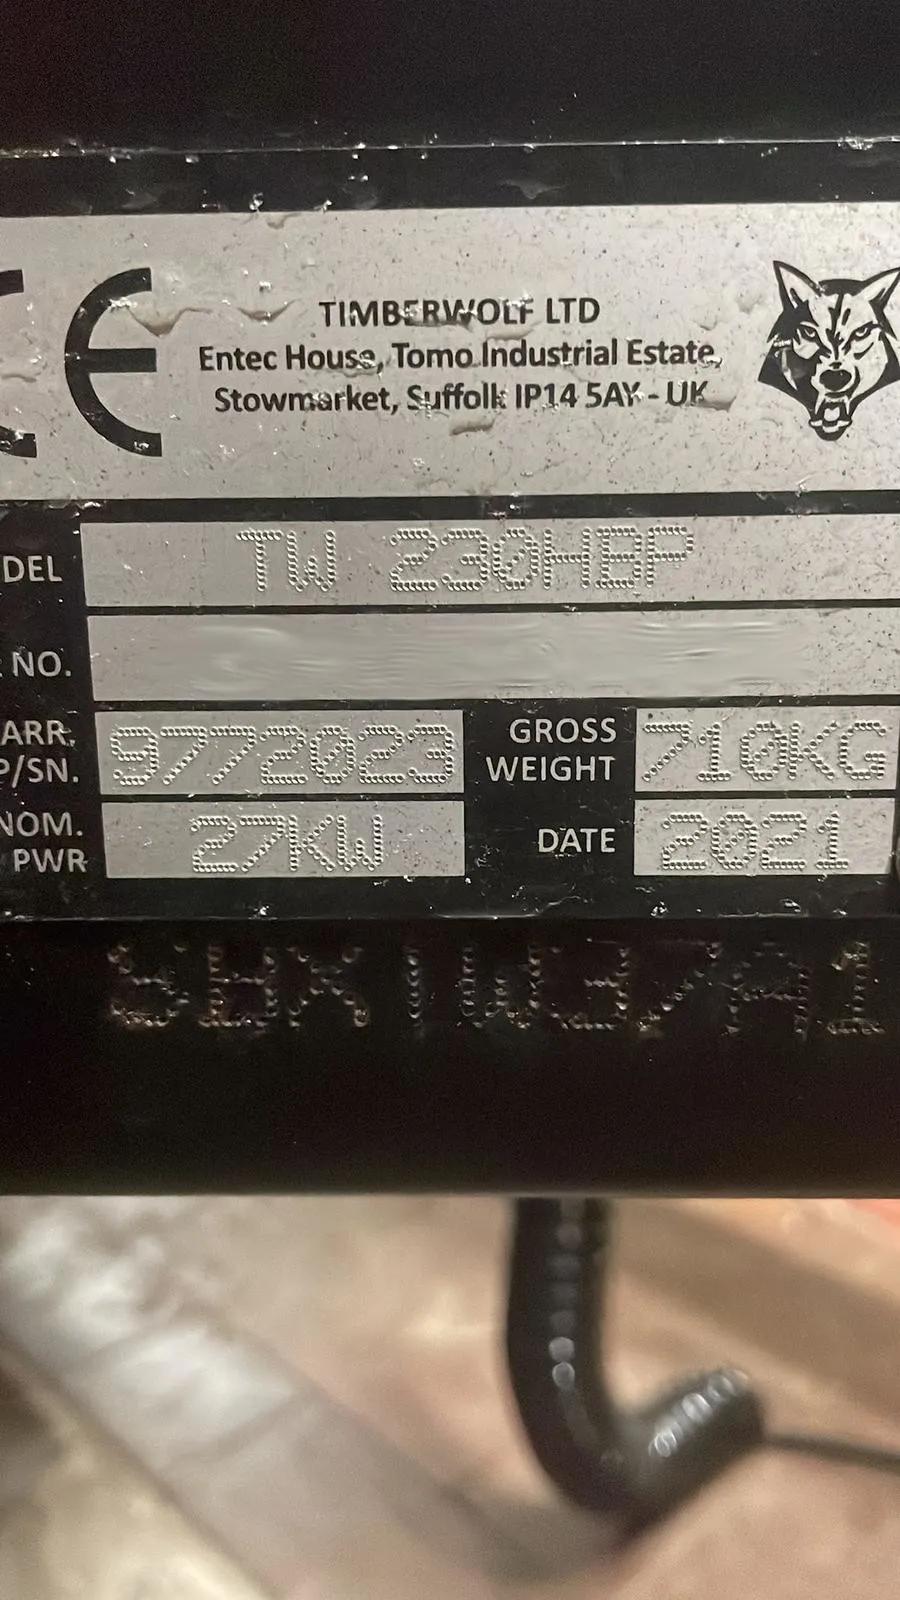 CE
TIMBERWOLF LTD
Entec House, Tomo Industrial Estate,
Stowmarket, Suffolk IP14 5AY - UK
DEL TW 230HBP
NO.
ARR. P/SN. 9772023 GROSS WEIGHT 710KG
NOM. PWR 27KW DATE 2021